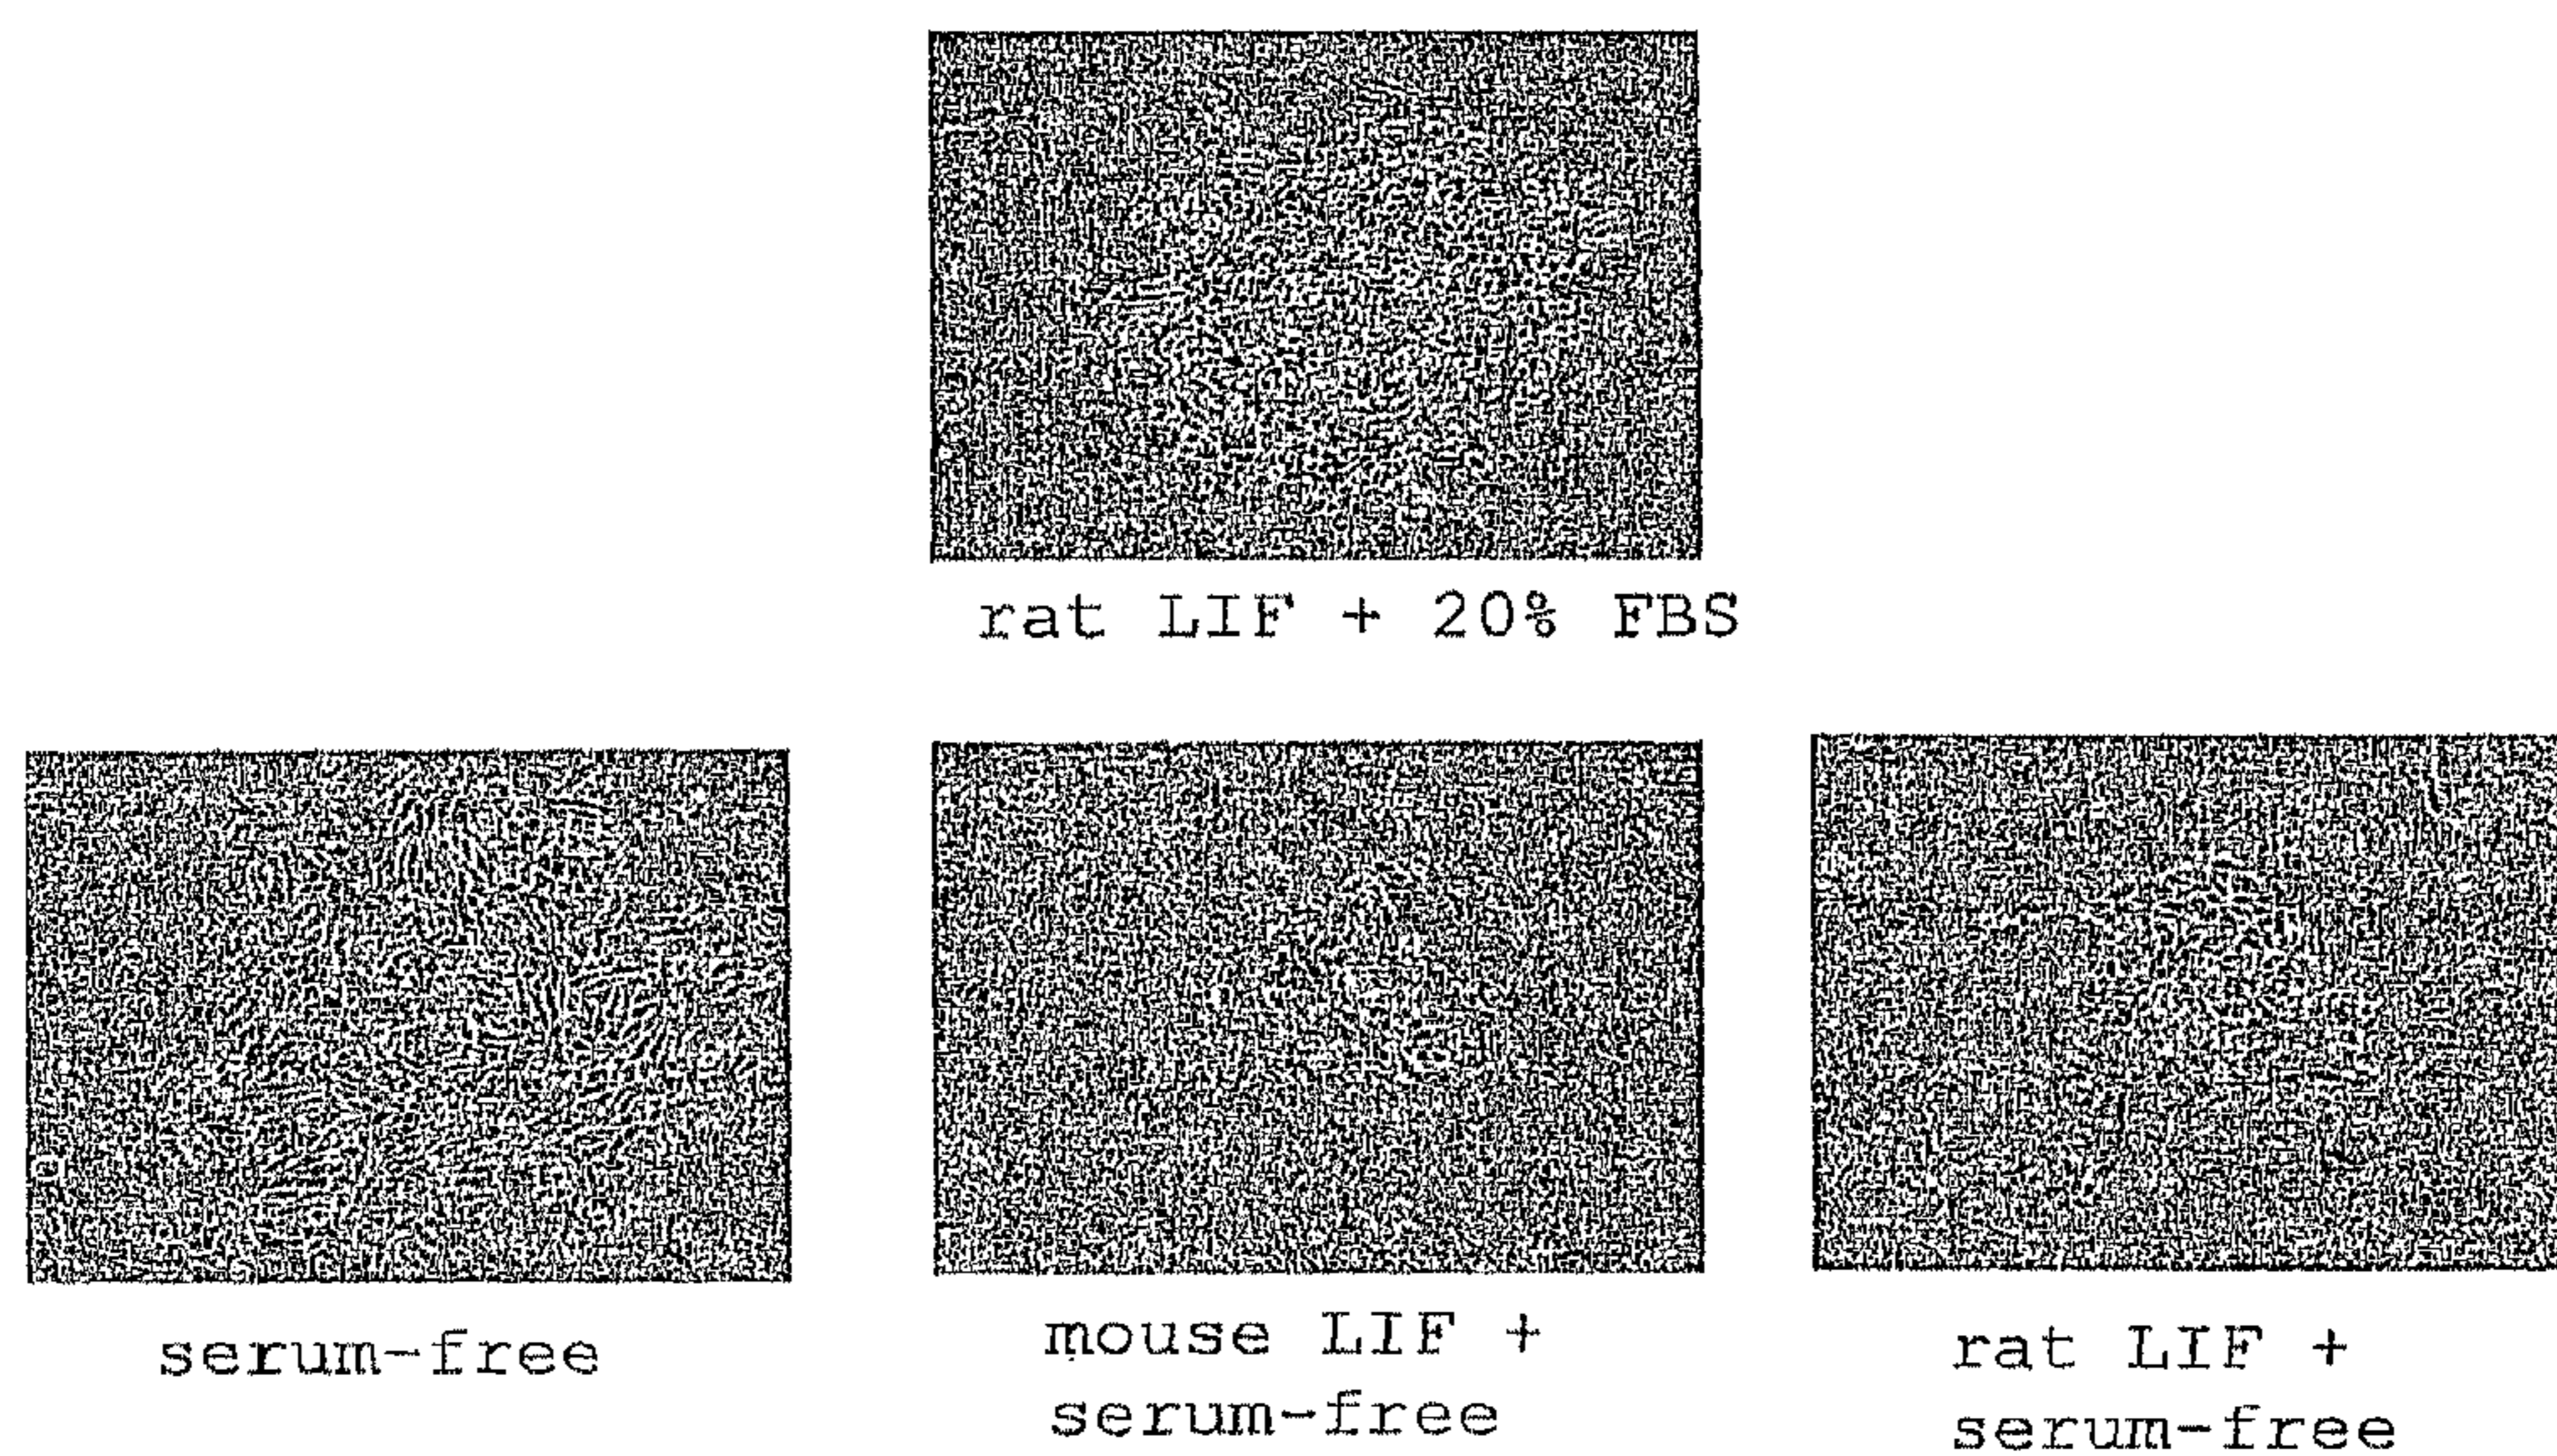 rat LIF + 20% FBS
serum-free
mouse LIF +
serum-free
rat LIF +
serum-free